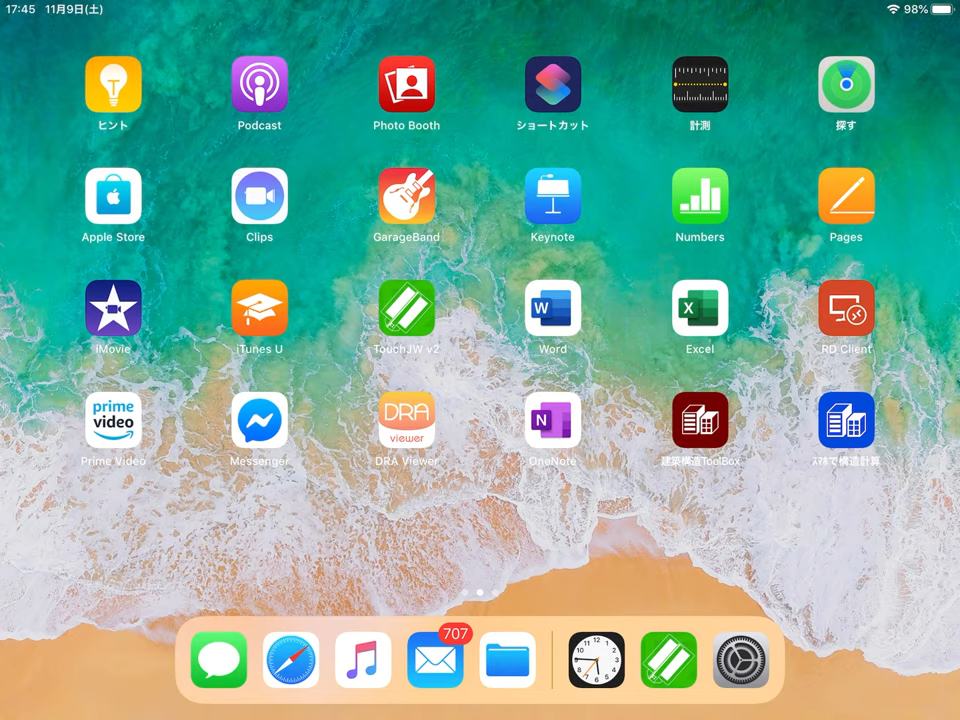 17:45 11月9日(土)
98%
ヒント
Podcast
Photo Booth
ショートカット
計測
探す
Apple Store
Clips
GarageBand
Keynote
Numbers
Pages
iMovie
iTunes U
TouchJW v2
W
Word
X
Excel
RD Client
prime
video
Prime Video
Messenger
DRA
viewer
DRA Viewer
N
OneNote
建築構造ToolBox
ｽﾏﾎで構造計算
707